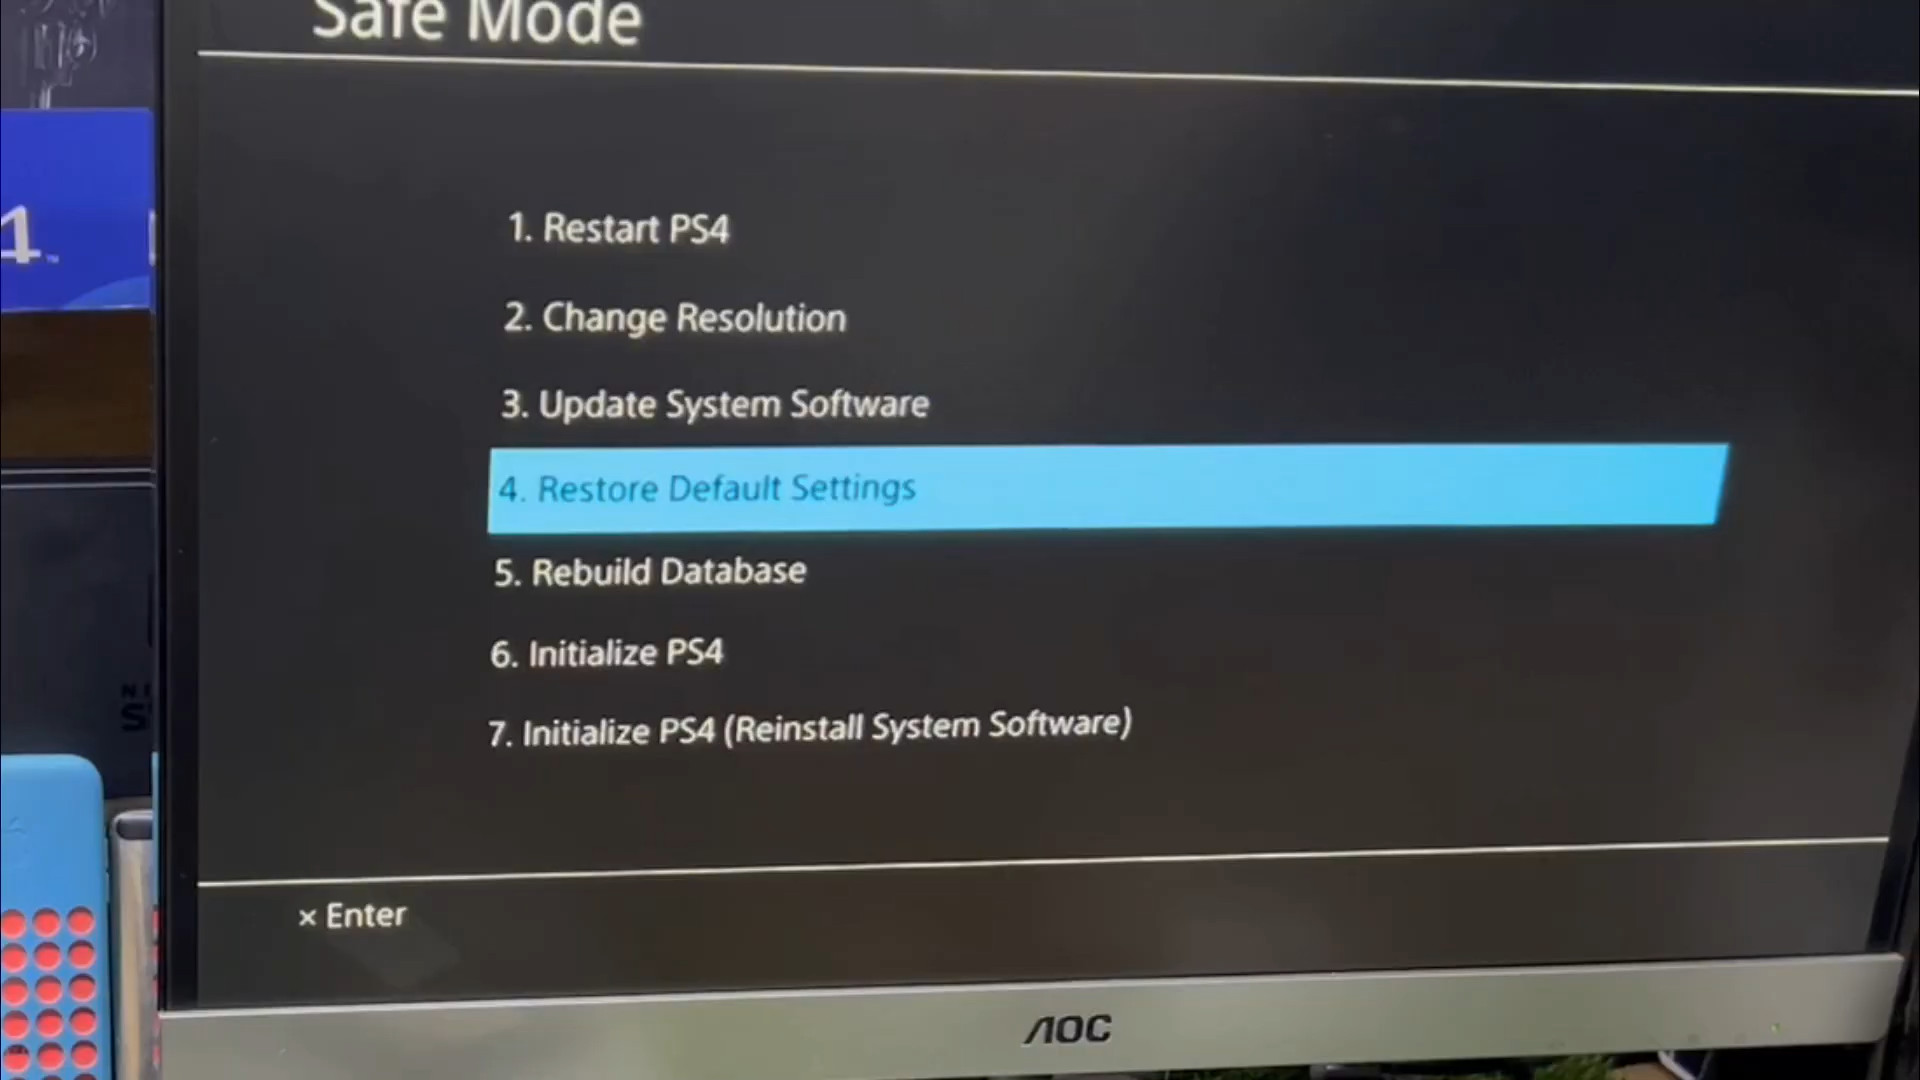 Safe Mode
1. Restart PS4
2. Change Resolution
3. Update System Software
4. Restore Default Settings
5. Rebuild Database
6. Initialize PS4
7. Initialize PS4 (Reinstall System Software)
× Enter
AOC
4™